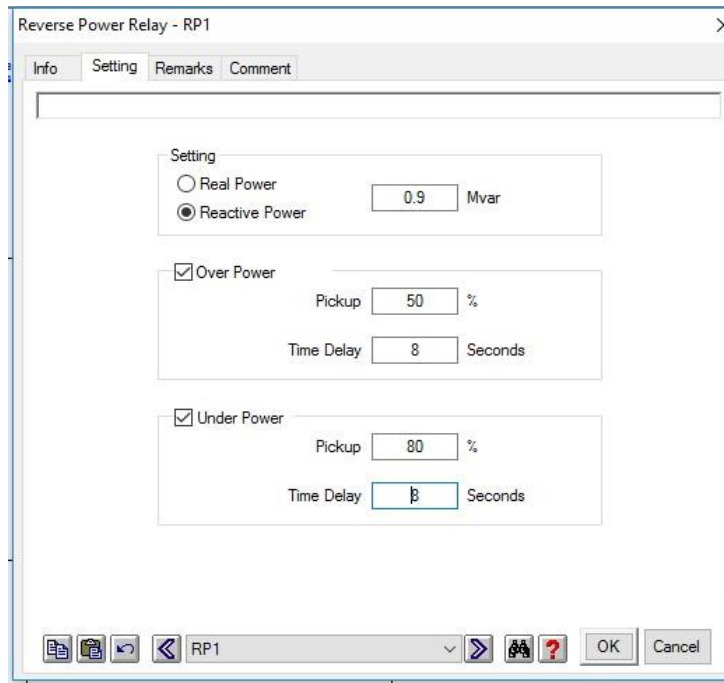 Reverse Power Relay - RP1
Info Setting Remarks Comment
Setting
Real Power
Reactive Power
0.9 Mvar
Over Power
Pickup 50 %
Time Delay 8 Seconds
Under Power
Pickup 80 %
Time Delay 8 Seconds
RP1
?
OK Cancel